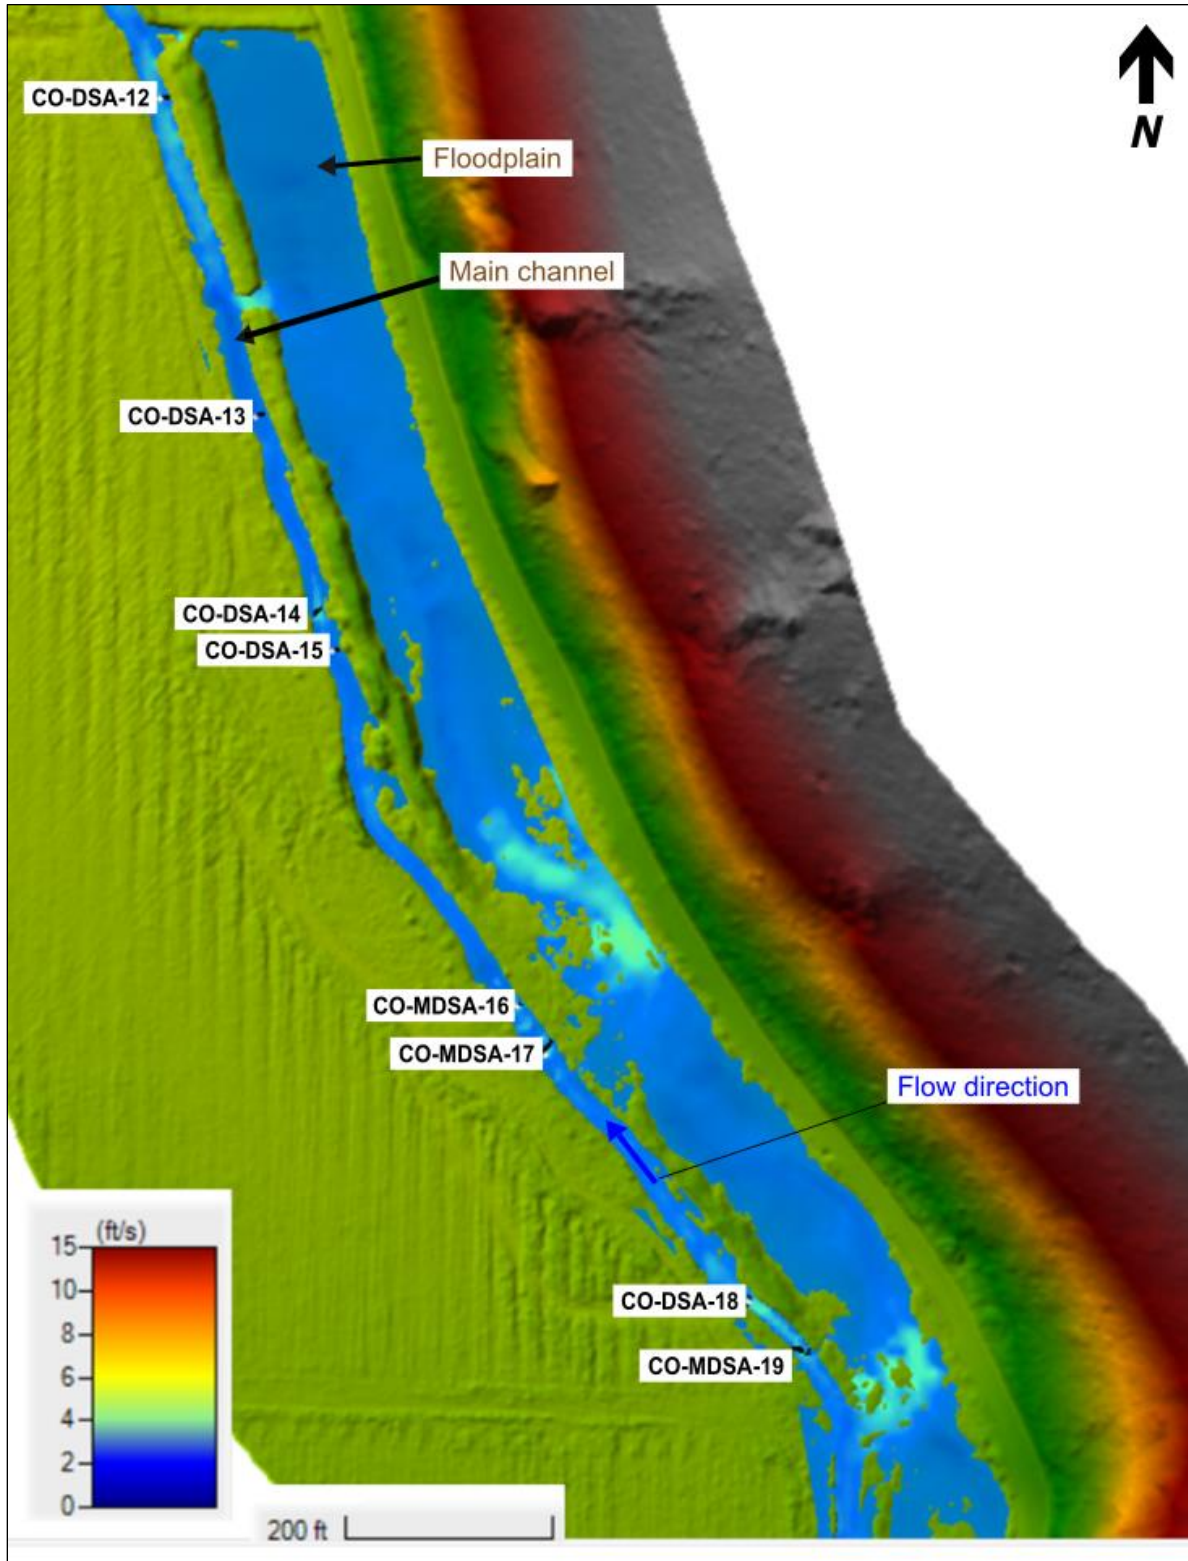 N
CO-DSA-12
Floodplain
Main channel
CO-DSA-13
CO-DSA-14
CO-DSA-15
CO-MDSA-16
CO-MDSA-17
Flow direction
CO-DSA-18
CO-MDSA-19
(ft/s)
15
10
8
6
4
2
0
200 ft